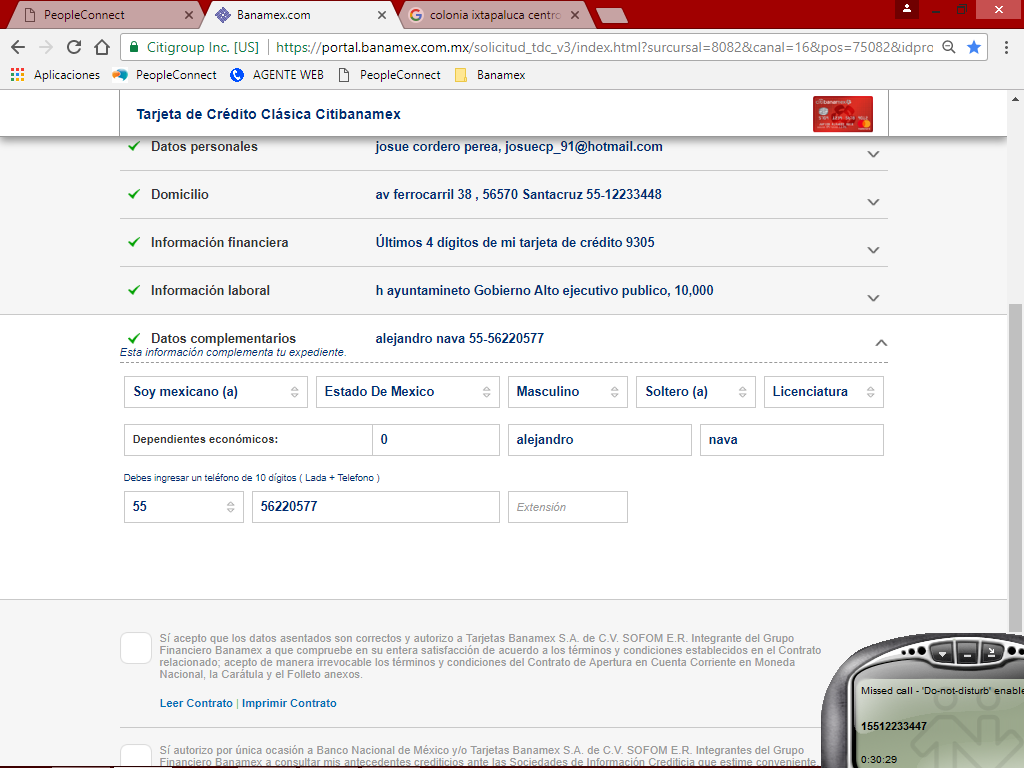 PeopleConnect
Banamex.com
colonia ixtapaluca centro
Citigroup Inc. [US]
https://portal.banamex.com.mx/solicitud_tdc_v3/index.html?surcursal=8082&canal=16&pos=75082&idpro
Aplicaciones PeopleConnect AGENTE WEB PeopleConnect Banamex
Tarjeta de Crédito Clásica Citibanamex
Datos personales josue cordero perea, josuecp_91@hotmail.com
Domicilio av ferrocarril 38 , 56570 Santacruz 55-12233448
Información financiera Últimos 4 dígitos de mi tarjeta de crédito 9305
Información laboral h ayuntamineto Gobierno Alto ejecutivo publico, 10,000
Datos complementarios alejandro nava 55-56220577
Esta información complementa tu expediente.
Soy mexicano (a) Estado De Mexico Masculino Soltero (a) Licenciatura
Dependientes económicos: 0 alejandro nava
Debes ingresar un teléfono de 10 dígitos ( Lada + Telefono )
55 56220577 Extensión
Sí acepto que los datos asentados son correctos y autorizo a Tarjetas Banamex S.A. de C.V. SOFOM E.R. Integrante del Grupo
Financiero Banamex a que compruebe en su entera satisfacción de acuerdo a los términos y condiciones establecidos en el Contrato
relacionado; acepto de manera irrevocable los términos y condiciones del Contrato de Apertura en Cuenta Corriente en Moneda
Nacional, la Carátula y el Folleto anexos.
Leer Contrato | Imprimir Contrato
Sí autorizo por única ocasión a Banco Nacional de México y/o Tarjetas Banamex S.A. de C.V. SOFOM E.R. Integrantes del Grupo
Financiero Banamex a consultar mis antecedentes crediticios ante las Sociedades de Información Crediticia que estime conveniente,
Missed call - 'Do-not-disturb' enable
15512233447
0:30:29